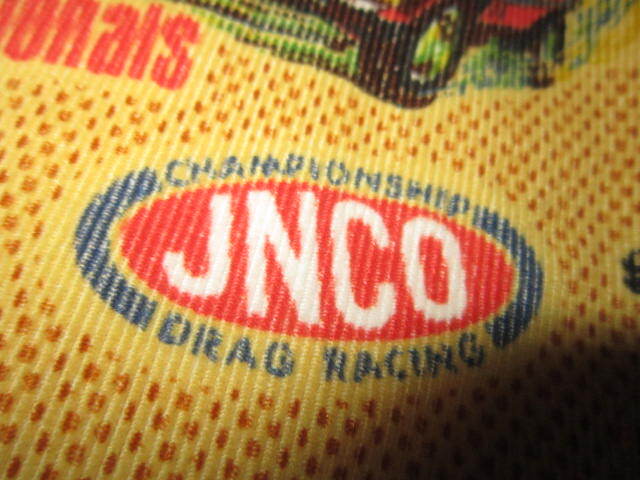 onals
CHAMPIONSHIP
JNCO
DRAG RACING